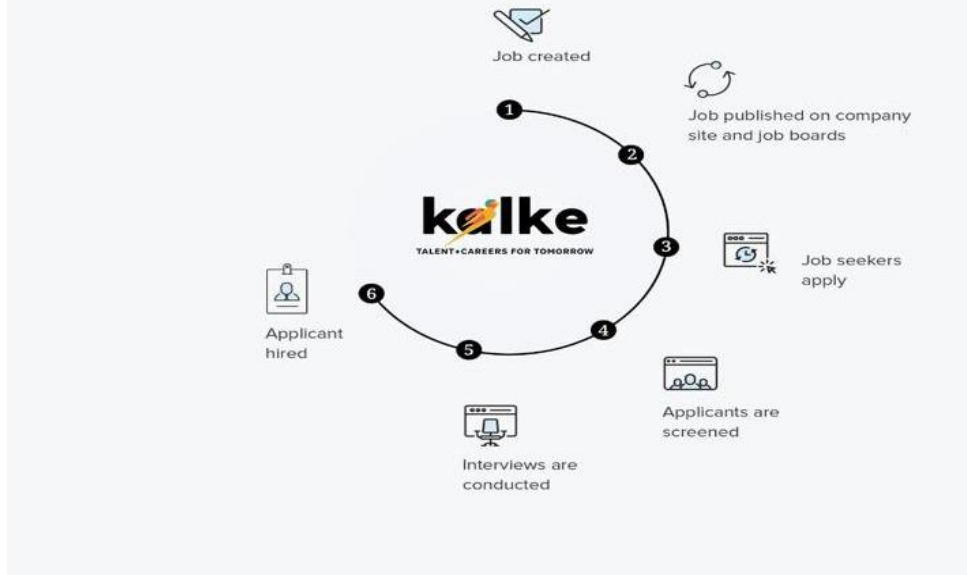 Job created
1
Job published on company
site and job boards
2
kalke
TALENT+CAREERS FOR TOMORROW
3
Job seekers
apply
6
Applicant
hired
4
5
Applicants are
screened
Interviews are
conducted